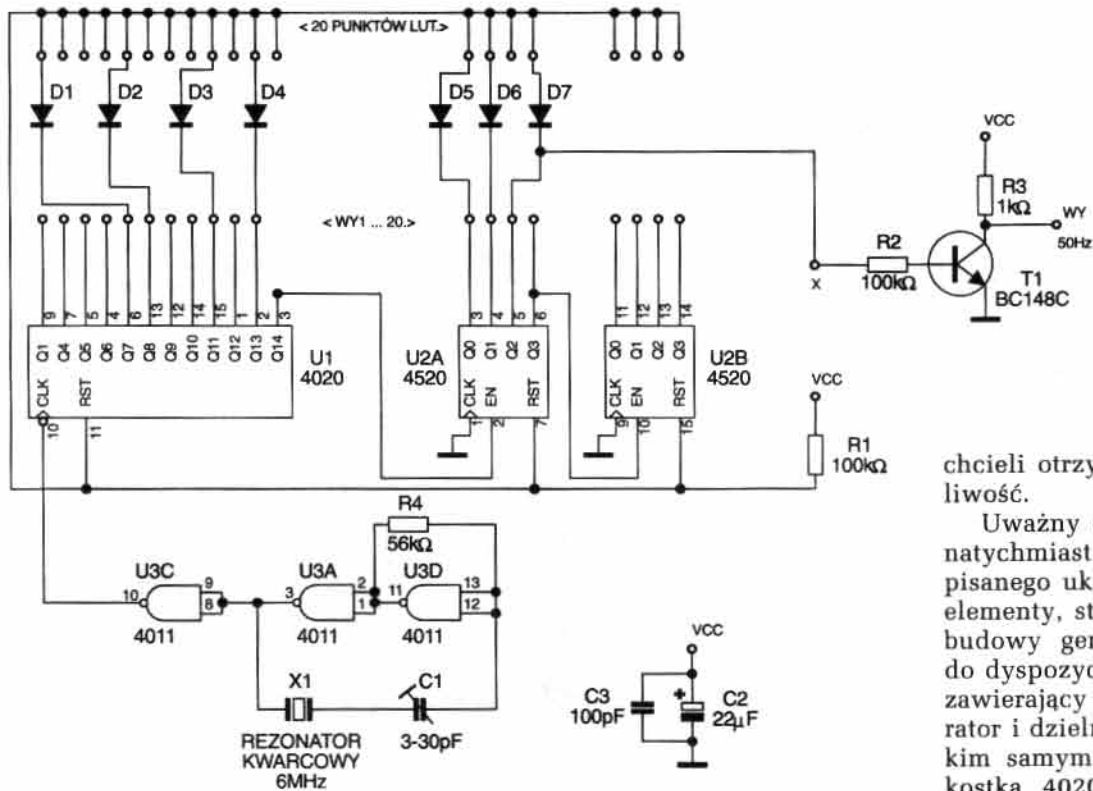 < 20 PUNKTÓW LUT.>
D1 D2 D3 D4 D5 D6 D7
VCC
R3
1kΩ
WY
50Hz
R2
100kΩ
X
T1
BC148C
< WY1 ... 20.>
9 7 5 4 6 13 12 14 15 1 2 3
Q1 Q4 Q5 Q6 Q7 Q8 Q9 Q10 Q11 Q12 Q13 Q14
CLK RST
10 11
U1
4020
3 4 5 6
Q0 Q1 Q2 Q3
CLK EN RST
1 2 7
U2A
4520
11 12 13 14
Q0 Q1 Q2 Q3
CLK EN RST
9 10 15
U2B
4520
VCC
R1
100kΩ
R4
56kΩ
U3C U3A U3D
10 9 8 3 2 1 11 13 12
4011 4011 4011
X1 C1
REZONATOR
KWARCOWY
6MHz
3-30pF
VCC
C3
100pF
+
C2
22µF
chcieli otrzy
liwość.
Uważny
natychmiast
pisanego uk
elementy, st
budowy ger
do dyspozyc
zawierający
rator i dzieln
kim samym
kostka 4020